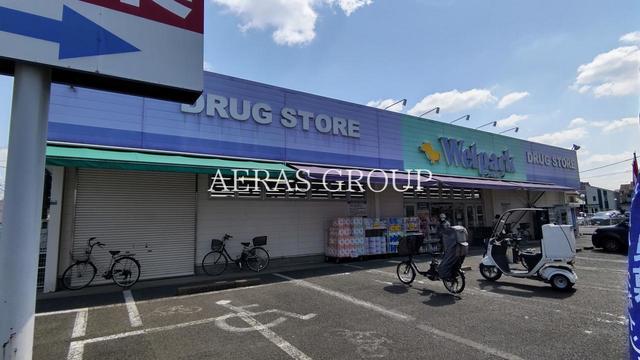 DRUG STORE
Welpark
DRUG STORE
AERAS GROUP